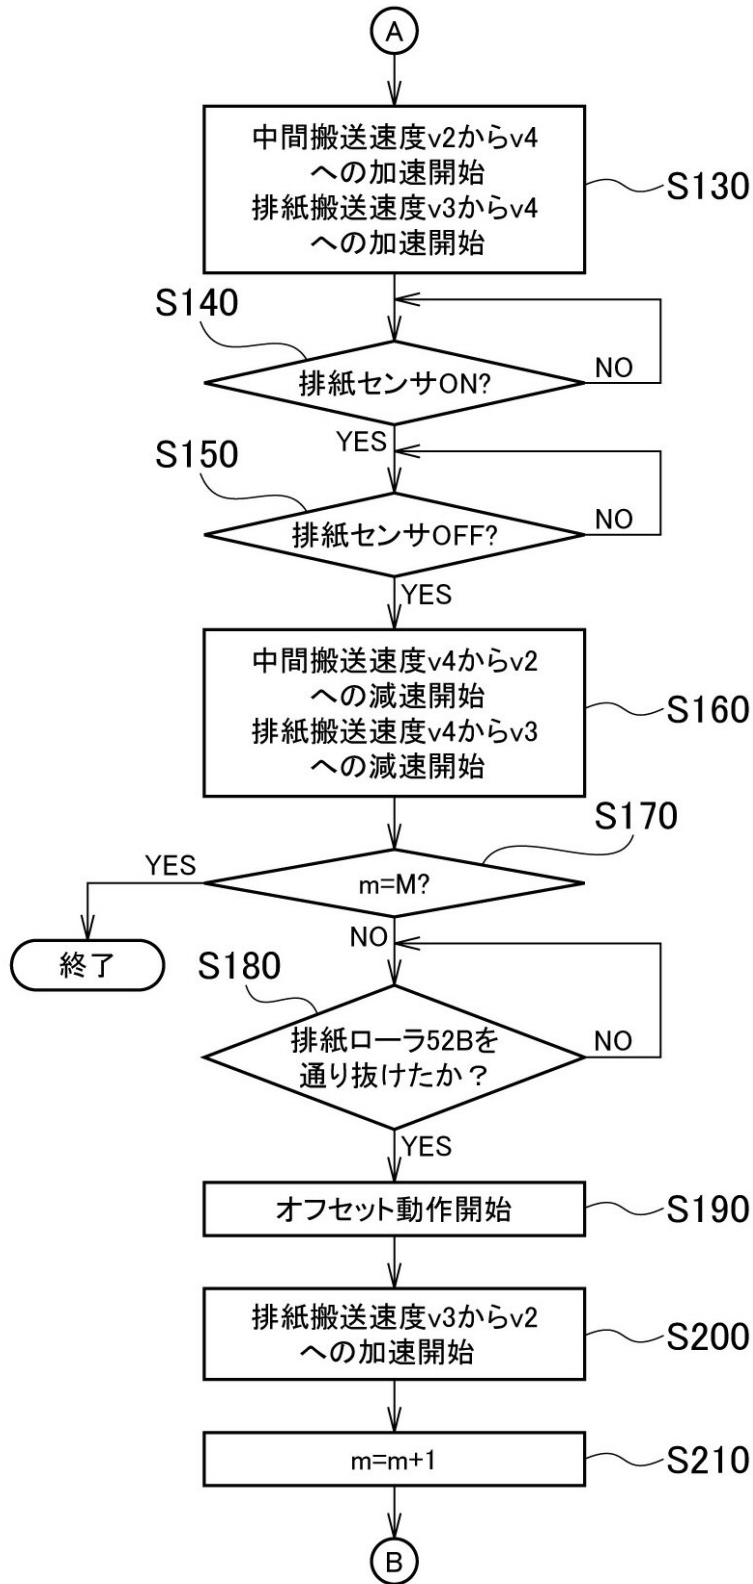 A
中間搬送速度v2からv4
への加速開始
排紙搬送速度v3からv4
への加速開始
S130
S140
排紙センサON?
NO
YES
S150
排紙センサOFF?
NO
YES
中間搬送速度v4からv2
への減速開始
排紙搬送速度v4からv3
への減速開始
S160
S170
YES
m=M?
NO
終了
S180
排紙ローラ52Bを
通り抜けたか？
NO
YES
オフセット動作開始
S190
排紙搬送速度v3からv2
への加速開始
S200
m=m+1
S210
B